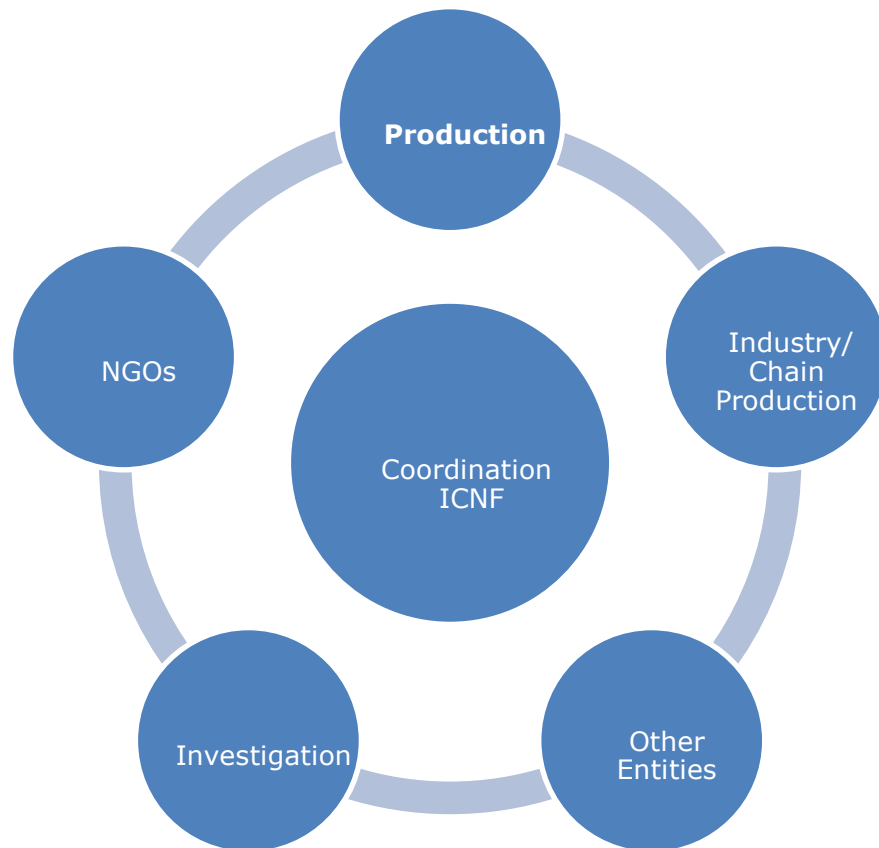 Production
NGOs
Industry/
Chain
Production
Coordination
ICNF
Investigation
Other
Entities